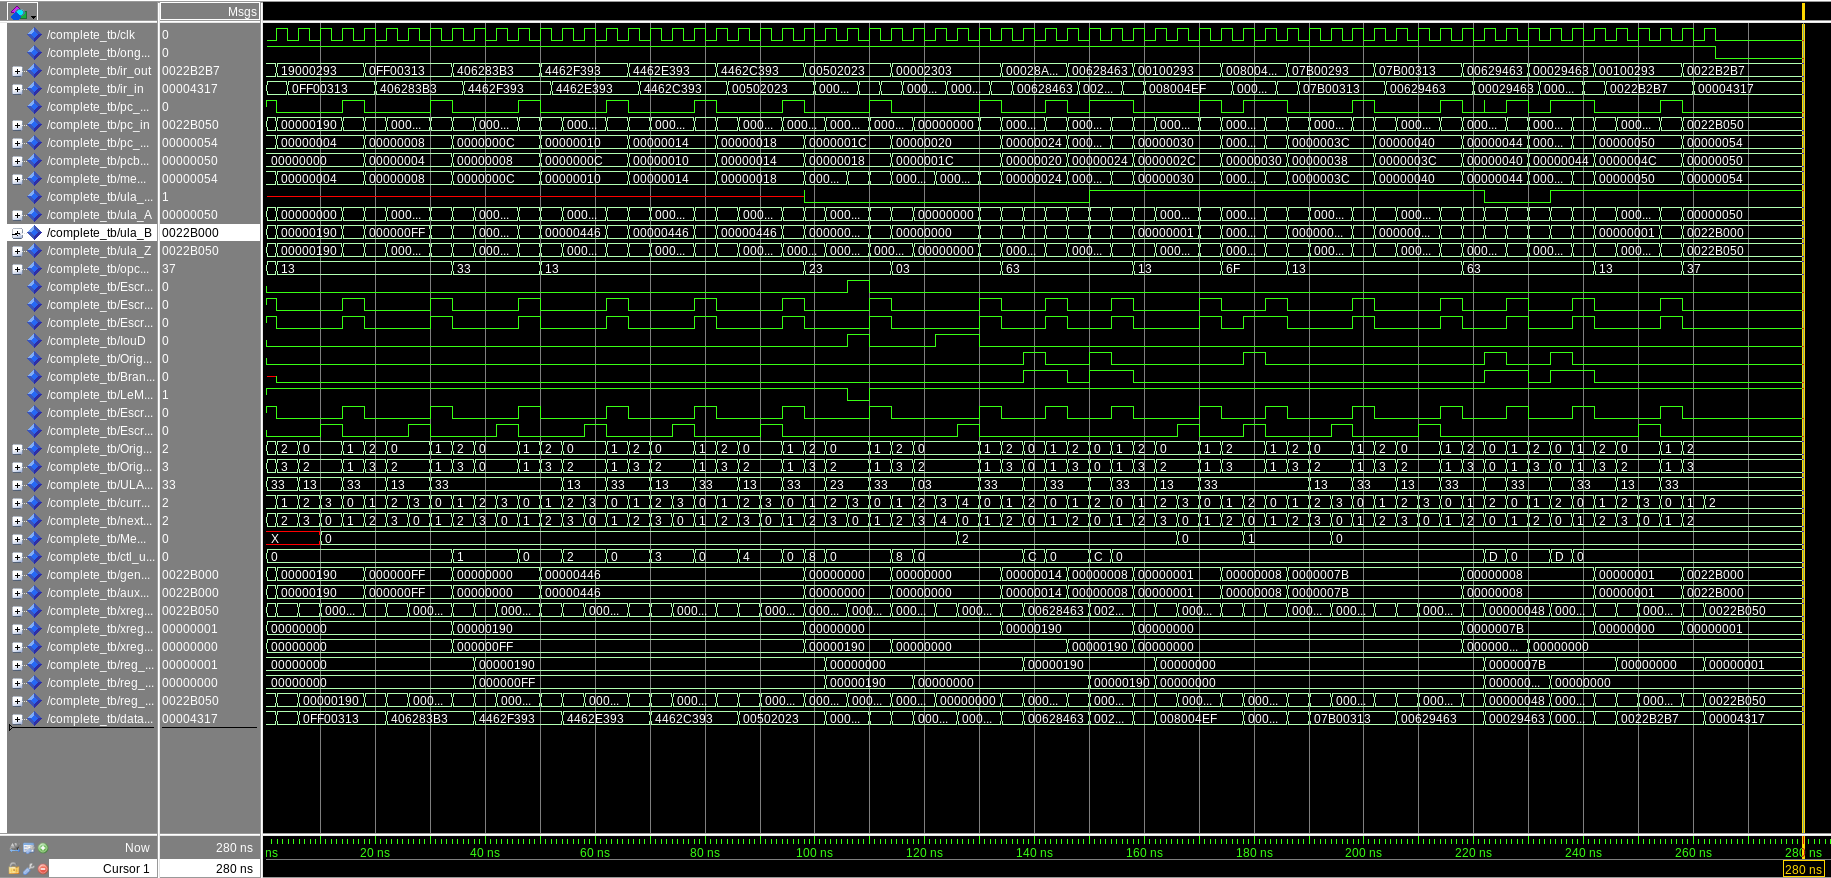 Msgs
/complete_tb/clk 0
/complete_tb/ong... 0
/complete_tb/ir_out 0022B2B7 19000293 0FF00313 406283B3 4462F393 4462E393 4462C393 00502023 00002303 00028A... 00628463 00100293 008004... 07B00293 07B00313 00629463 00029463 00100293 0022B2B7
/complete_tb/ir_in 00004317 0FF00313 406283B3 4462F393 4462E393 4462C393 00502023 000... 000... 000... 00628463 002... 008004EF 000... 07B00313 00629463 00029463 000... 0022B2B7 00004317
/complete_tb/pc_... 0
/complete_tb/pc_in 0022B050 00000190 000... 000... 000... 000... 000... 000... 000... 000... 00000000 000... 000... 000... 000... 000... 000... 000... 000... 000... 0022B050
/complete_tb/pc_... 00000054 00000004 00000008 0000000C 00000010 00000014 00000018 0000001C 00000020 00000024 000... 00000030 000... 0000003C 00000040 00000044 000... 00000050 00000054
/complete_tb/pcb... 00000050 00000000 00000004 00000008 0000000C 00000010 00000014 00000018 0000001C 00000020 00000024 0000002C 00000030 00000038 0000003C 00000040 00000044 0000004C 00000050
/complete_tb/me... 00000054 00000004 00000008 0000000C 00000010 00000014 00000018 000... 000... 000... 00000024 000... 00000030 000... 0000003C 00000040 00000044 000... 00000050 00000054
/complete_tb/ula_... 1
/complete_tb/ula_A 00000050 00000000 000... 000... 000... 000... 000... 000... 00000000 000... 000... 000... 000... 000... 000... 000... 00000050
/complete_tb/ula_B 0022B000 00000190 000000FF 000... 00000446 00000446 00000446 000000... 00000000 00000001 000... 000000... 000000... 00000001 0022B000
/complete_tb/ula_Z 0022B050 00000190 000... 000... 000... 000... 000... 000... 000... 000... 00000000 000... 000... 000... 000... 000... 000... 000... 000... 000... 0022B050
/complete_tb/opc... 37 13 33 13 23 03 63 13 6F 13 63 13 37
/complete_tb/Escr... 0
/complete_tb/Escr... 0
/complete_tb/Escr... 0
/complete_tb/IouD 0
/complete_tb/Orig... 0
/complete_tb/Bran... 0
/complete_tb/LeM... 1
/complete_tb/Escr... 0
/complete_tb/Escr... 0
/complete_tb/Orig... 2 2 0 1 2 0 1 2 0 1 2 0 1 2 0 1 2 0 1 2 0 1 2 0 1 2 0 1 2 0 1 2 0 1 2 1 2 0 1 2 0 1 2 0 1 2 0 1 2 0 1 2
/complete_tb/Orig... 3 3 2 1 3 2 1 3 0 1 3 2 1 3 2 1 3 2 1 3 2 1 3 2 1 3 0 1 3 0 1 3 2 1 3 1 3 2 1 3 2 1 3 0 1 3 0 1 3 2 1 3
/complete_tb/ULA... 33 33 13 33 13 33 13 33 13 33 13 33 23 33 03 33 33 33 13 33 13 33 13 33 33 33 13 33
/complete_tb/curr... 2 1 2 3 0 1 2 3 0 1 2 3 0 1 2 3 0 1 2 3 0 1 2 3 0 1 2 3 0 1 2 3 4 0 1 2 0 1 2 0 1 2 3 0 1 2 0 1 2 3 0 1 2 3 0 1 2 0 1 2 0 1 2 3 0 1 2
/complete_tb/next... 2 2 3 0 1 2 3 0 1 2 3 0 1 2 3 0 1 2 3 0 1 2 3 0 1 2 3 0 1 2 3 4 0 1 2 0 1 2 0 1 2 3 0 1 2 0 1 2 3 0 1 2 3 0 1 2 0 1 2 0 1 2 3 0 1 2
/complete_tb/Me... 0 X 0 2 0 1 0
/complete_tb/ctl_u... 0 0 1 0 2 0 3 0 4 0 8 0 8 0 C 0 C 0 D 0 D 0
/complete_tb/gen... 0022B000 00000190 000000FF 00000000 00000446 00000000 00000000 00000014 00000008 00000001 00000008 0000007B 00000008 00000001 0022B000
/complete_tb/aux... 0022B000 00000190 000000FF 00000000 00000446 00000000 00000000 00000014 00000008 00000001 00000008 0000007B 00000008 00000001 0022B000
/complete_tb/xreg... 0022B050 000... 000... 000... 000... 000... 000... 000... 000... 000... 00628463 002... 000... 000... 000... 000... 00000048 000... 000... 0022B050
/complete_tb/xreg... 00000001 00000000 00000190 00000000 00000190 00000000 0000007B 00000000 00000001
/complete_tb/xreg... 00000000 00000000 000000FF 00000190 00000000 00000190 00000000 000000... 00000000
/complete_tb/reg_... 00000001 00000000 00000190 00000000 00000190 00000000 0000007B 00000000 00000001
/complete_tb/reg_... 00000000 00000000 000000FF 00000190 00000000 00000190 00000000 000000... 00000000
/complete_tb/reg_... 0022B050 00000190 000... 000... 000... 000... 000... 000... 000... 00000000 000... 000... 000... 000... 000... 000... 00000048 000... 000... 0022B050
/complete_tb/data... 00004317 0FF00313 406283B3 4462F393 4462E393 4462C393 00502023 000... 000... 000... 00628463 002... 008004EF 000... 07B00313 00629463 00029463 000... 0022B2B7 00004317
Now 280 ns ns 20 ns 40 ns 60 ns 80 ns 100 ns 120 ns 140 ns 160 ns 180 ns 200 ns 220 ns 240 ns 260 ns 280 ns
Cursor 1 280 ns 280 ns